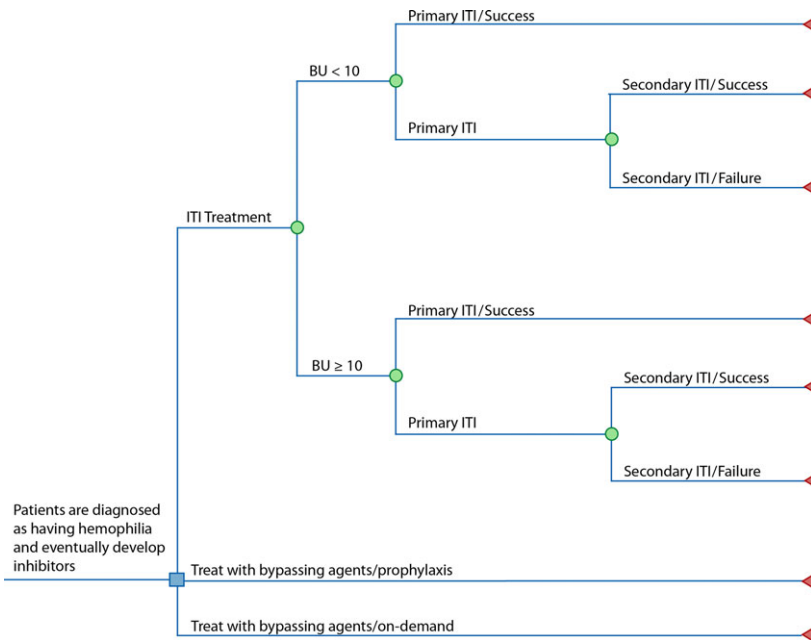 Primary ITI/Success
BU < 10
Secondary ITI/Success
Primary ITI
Secondary ITI/Failure
ITI Treatment
Primary ITI/Success
BU ≥ 10
Secondary ITI/Success
Primary ITI
Secondary ITI/Failure
Patients are diagnosed
as having hemophilia
and eventually develop
inhibitors
Treat with bypassing agents/prophylaxis
Treat with bypassing agents/on-demand